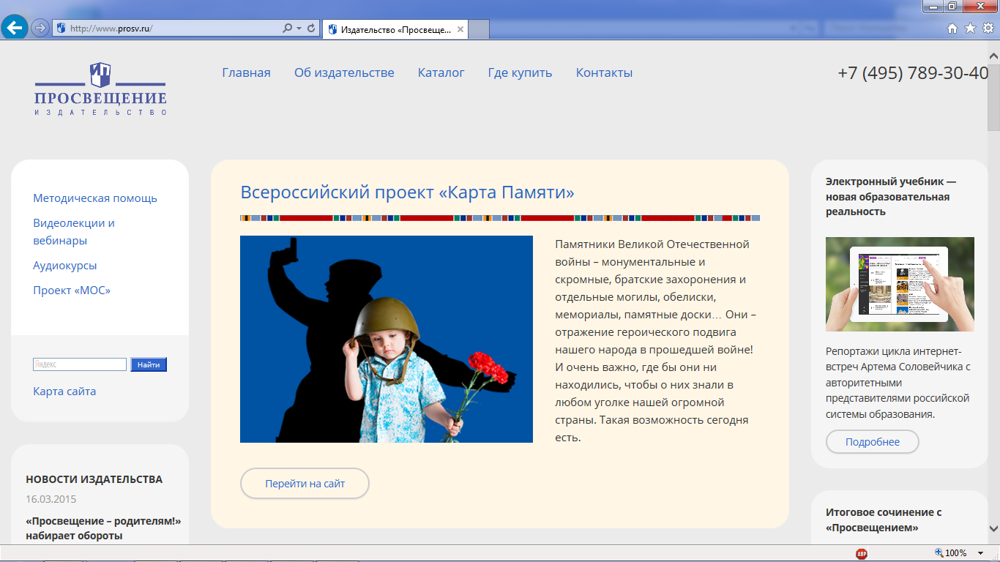 http://www.prosv.ru/
Издательство «Просвеще...
ИП
ПРОСВЕЩЕНИЕ
ИЗДАТЕЛЬСТВО
Главная
Об издательстве
Каталог
Где купить
Контакты
+7 (495) 789-30-40
Методическая помощь
Видеолекции и
вебинары
Аудиокурсы
Проект «МОС»
Яндекс
Найти
Карта сайта
НОВОСТИ ИЗДАТЕЛЬСТВА
16.03.2015
«Просвещение – родителям!»
набирает обороты
Всероссийский проект «Карта Памяти»
Памятники Великой Отечественной
войны – монументальные и
скромные, братские захоронения и
отдельные могилы, обелиски,
мемориалы, памятные доски… Они –
отражение героического подвига
нашего народа в прошедшей войне!
И очень важно, где бы они ни
находились, чтобы о них знали в
любом уголке нашей огромной
страны. Такая возможность сегодня
есть.
Перейти на сайт
Электронный учебник —
новая образовательная
реальность
Репортажи цикла интернет-
встреч Артема Соловейчика с
авторитетными
представителями российской
системы образования.
Подробнее
Итоговое сочинение с
«Просвещением»
ABP
100%